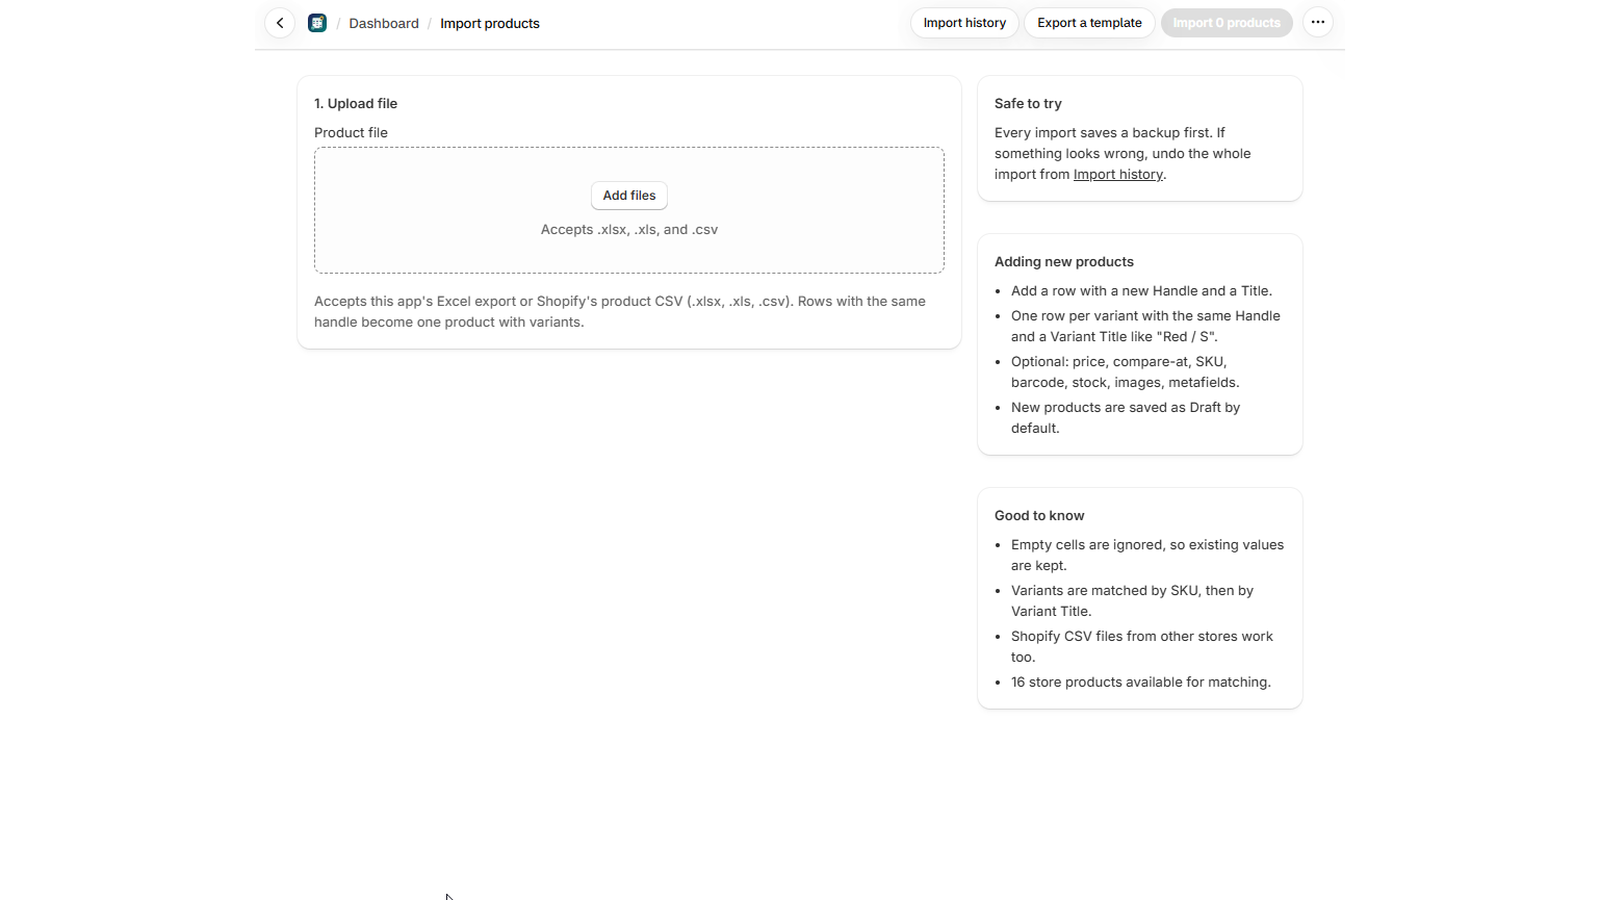 / Dashboard / Import products
Import history
Export a template
Import 0 products
1. Upload file
Product file
Add files
Accepts .xlsx, .xls, and .csv
Accepts this app's Excel export or Shopify's product CSV (.xlsx, .xls, .csv). Rows with the same
handle become one product with variants.
Safe to try
Every import saves a backup first. If
something looks wrong, undo the whole
import from Import history.
Adding new products
• Add a row with a new Handle and a Title.
• One row per variant with the same Handle
and a Variant Title like "Red / S".
• Optional: price, compare-at, SKU,
barcode, stock, images, metafields.
• New products are saved as Draft by
default.
Good to know
• Empty cells are ignored, so existing values
are kept.
• Variants are matched by SKU, then by
Variant Title.
• Shopify CSV files from other stores work
too.
• 16 store products available for matching.